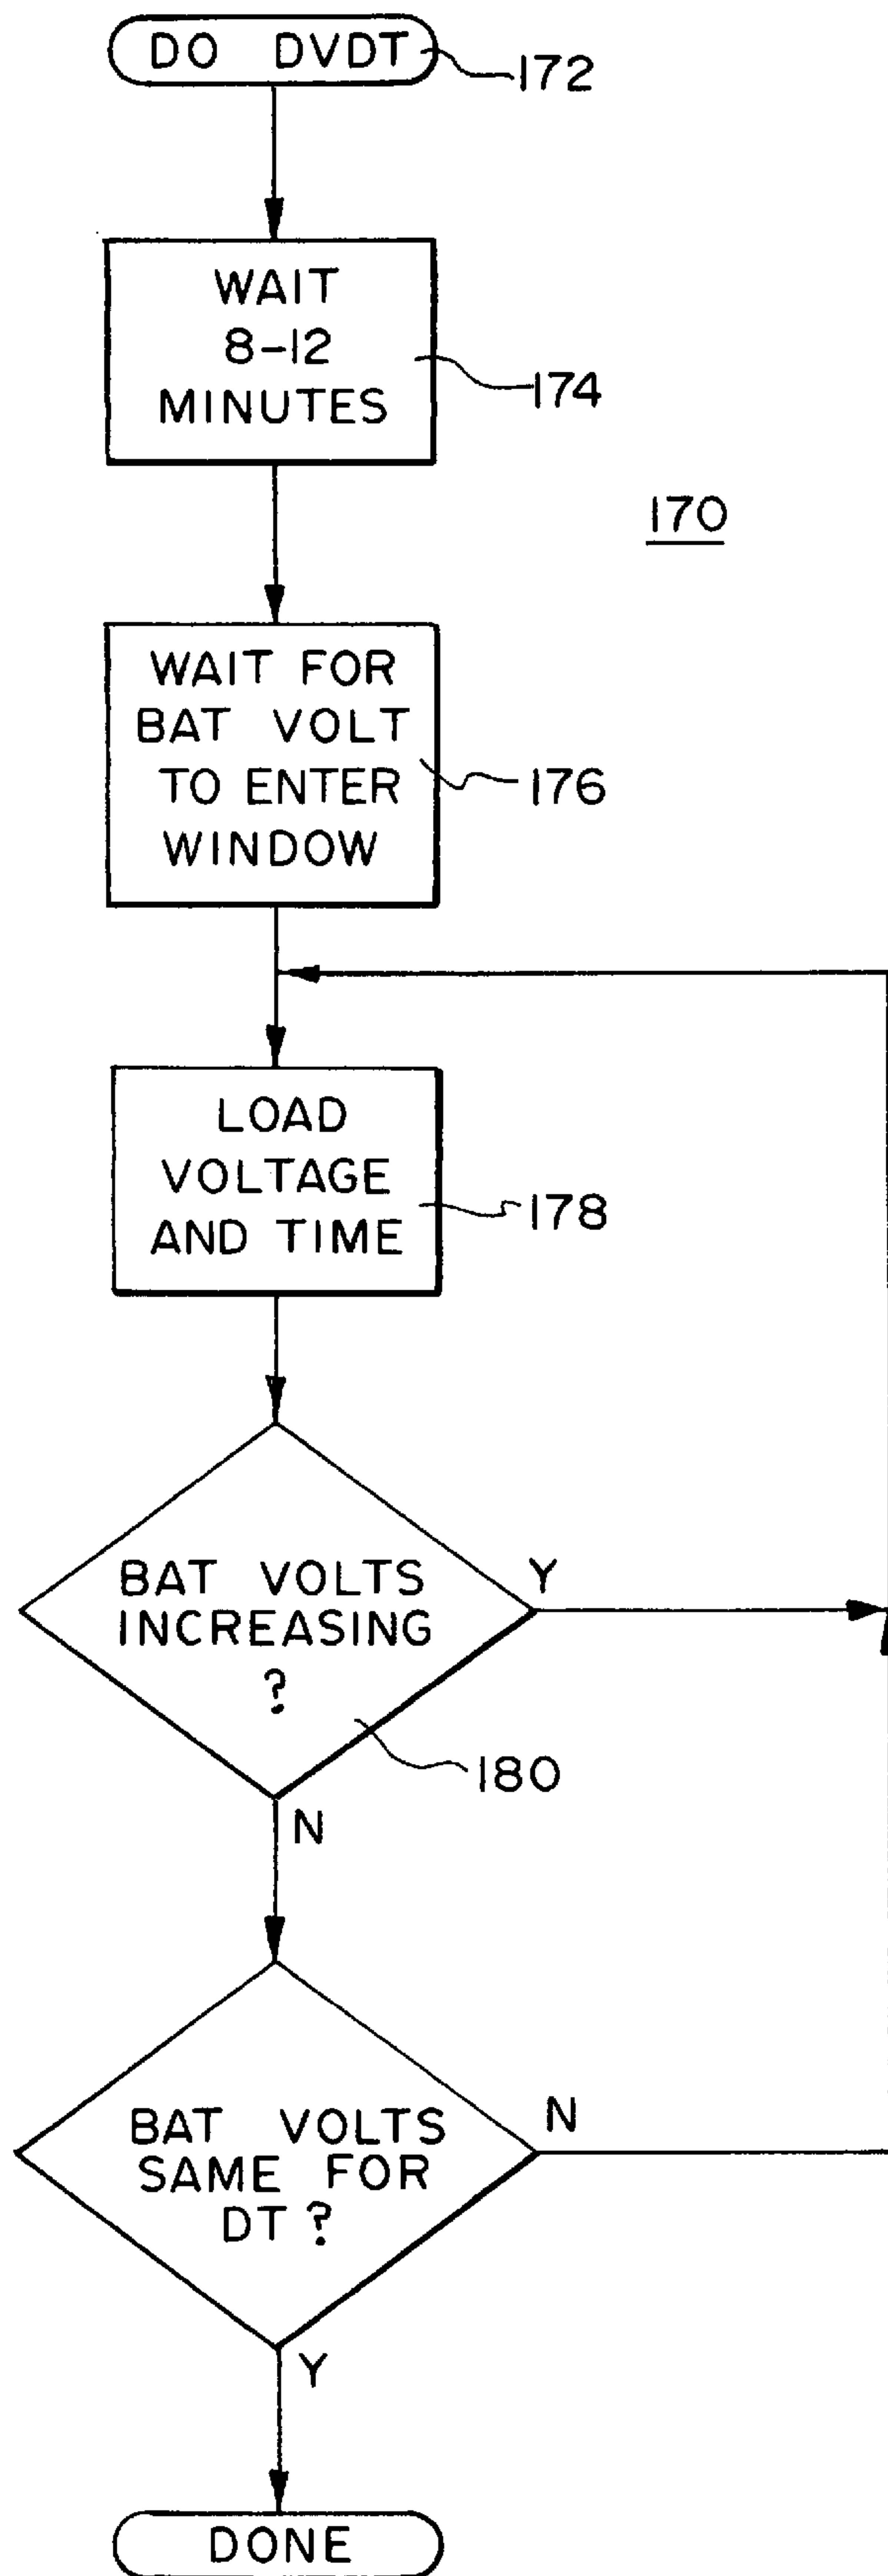 DO DVDT
172
WAIT
8-12
MINUTES
174
170
WAIT FOR
BAT VOLT
TO ENTER
WINDOW
176
LOAD
VOLTAGE
AND TIME
178
BAT VOLTS
INCREASING
?
Y
180
N
BAT VOLTS
SAME FOR
DT ?
N
Y
DONE